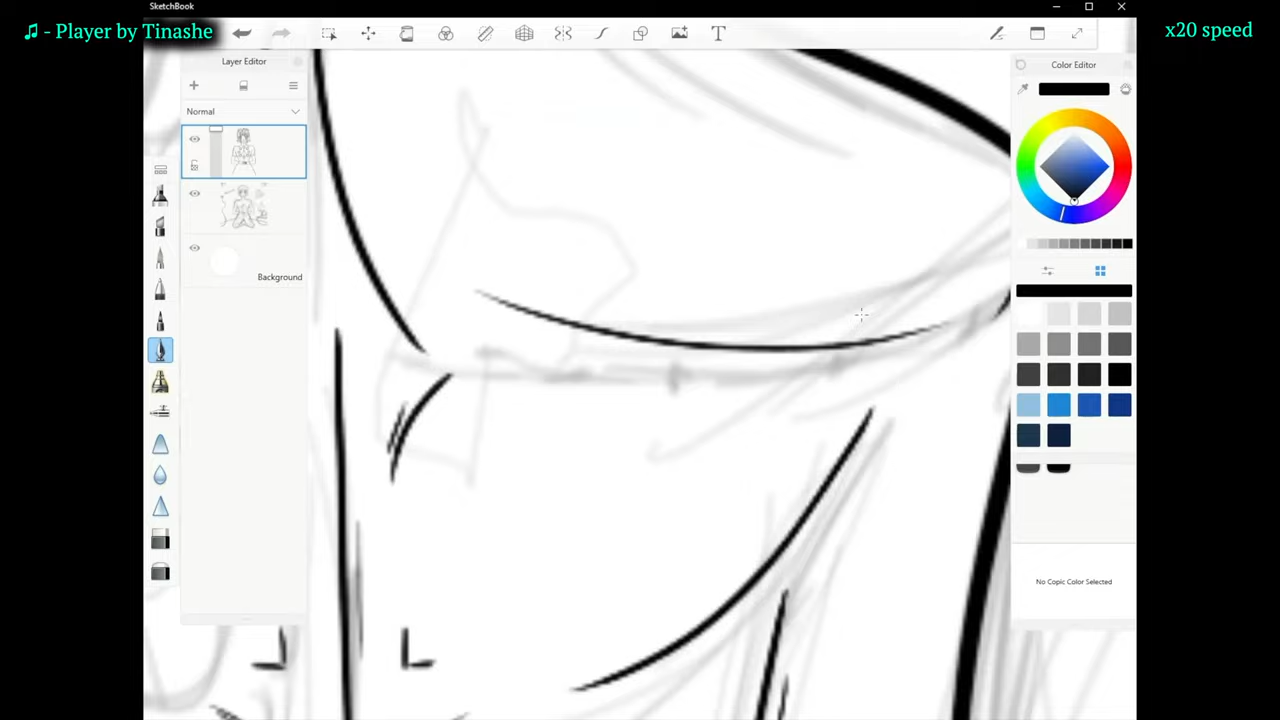 SketchBook
♫ - Player by Tinashe
x20 speed
Layer Editor
Color Editor
Normal
Background
No Copic Color Selected